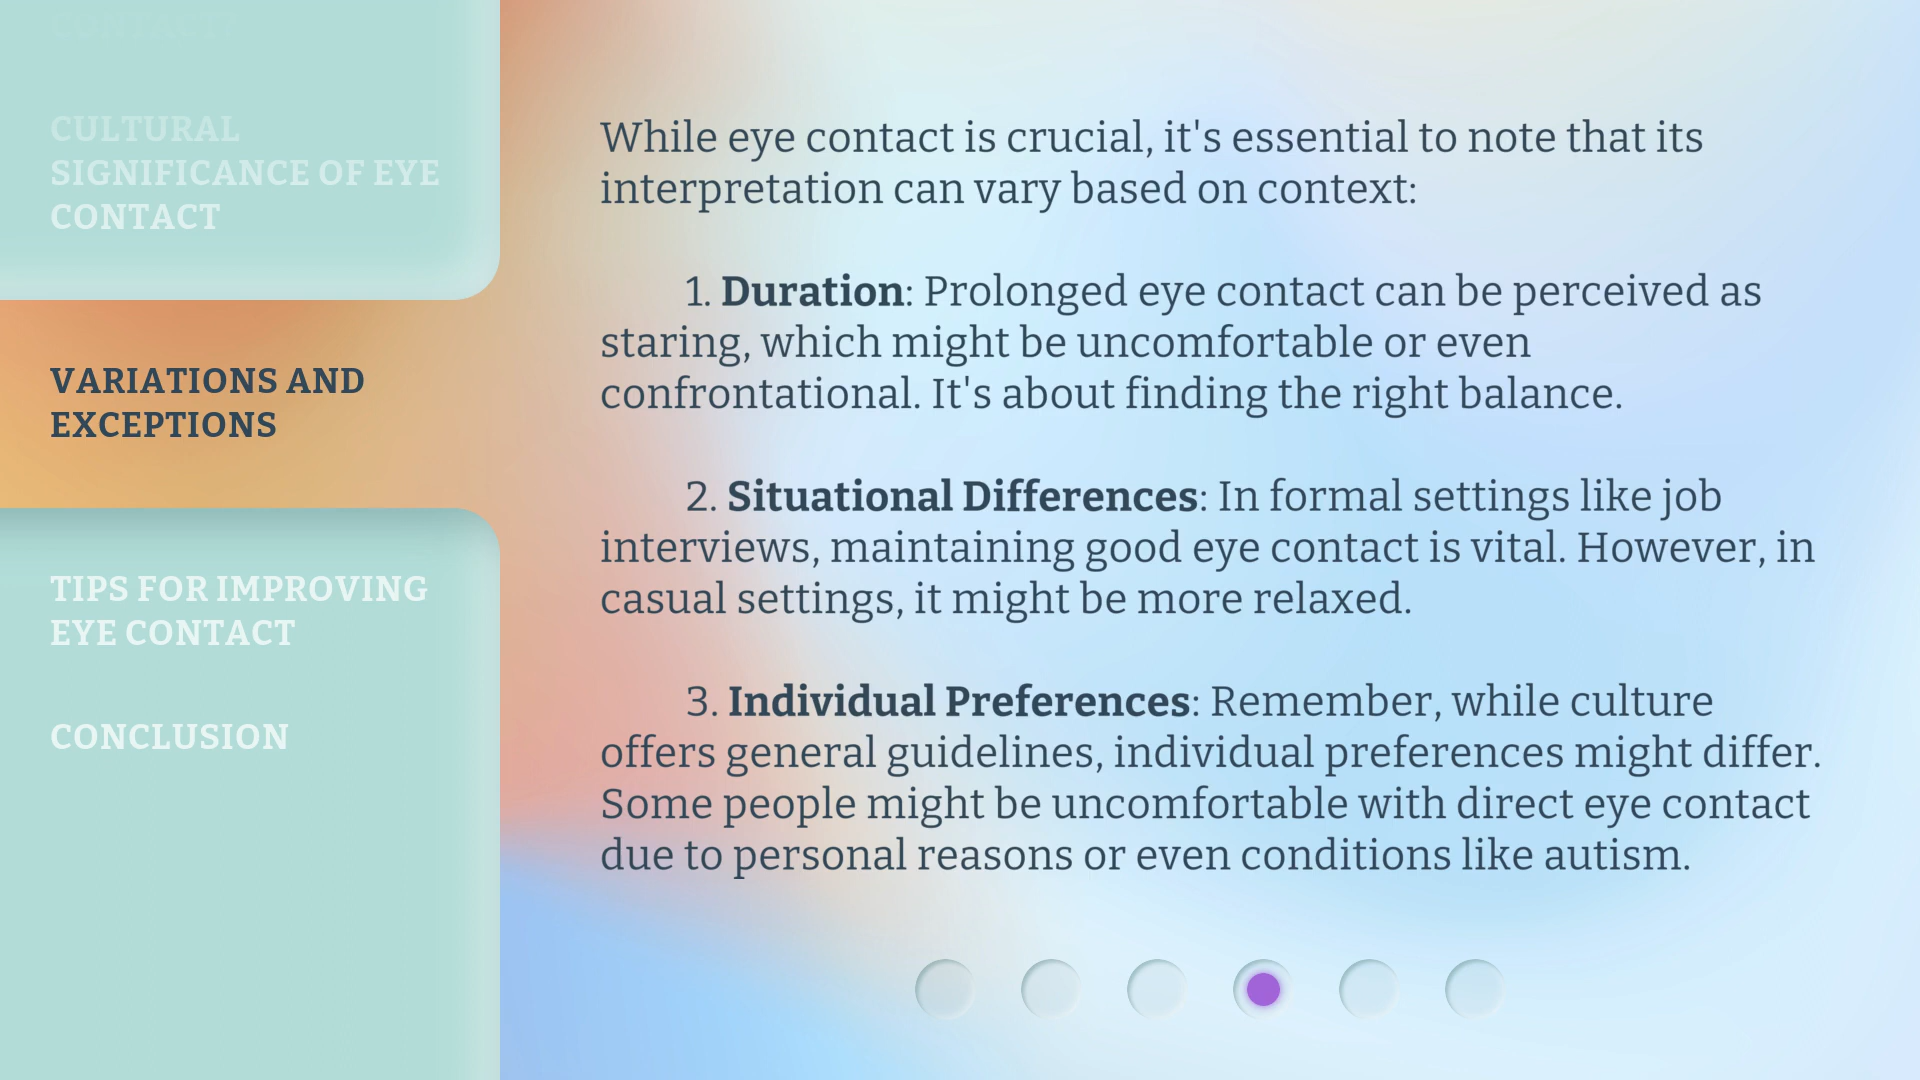 CONTACT?
CULTURAL
SIGNIFICANCE OF EYE
CONTACT
VARIATIONS AND
EXCEPTIONS
TIPS FOR IMPROVING
EYE CONTACT
CONCLUSION
While eye contact is crucial, it's essential to note that its
interpretation can vary based on context:
1. Duration: Prolonged eye contact can be perceived as
staring, which might be uncomfortable or even
confrontational. It's about finding the right balance.
2. Situational Differences: In formal settings like job
interviews, maintaining good eye contact is vital. However, in
casual settings, it might be more relaxed.
3. Individual Preferences: Remember, while culture
offers general guidelines, individual preferences might differ.
Some people might be uncomfortable with direct eye contact
due to personal reasons or even conditions like autism.